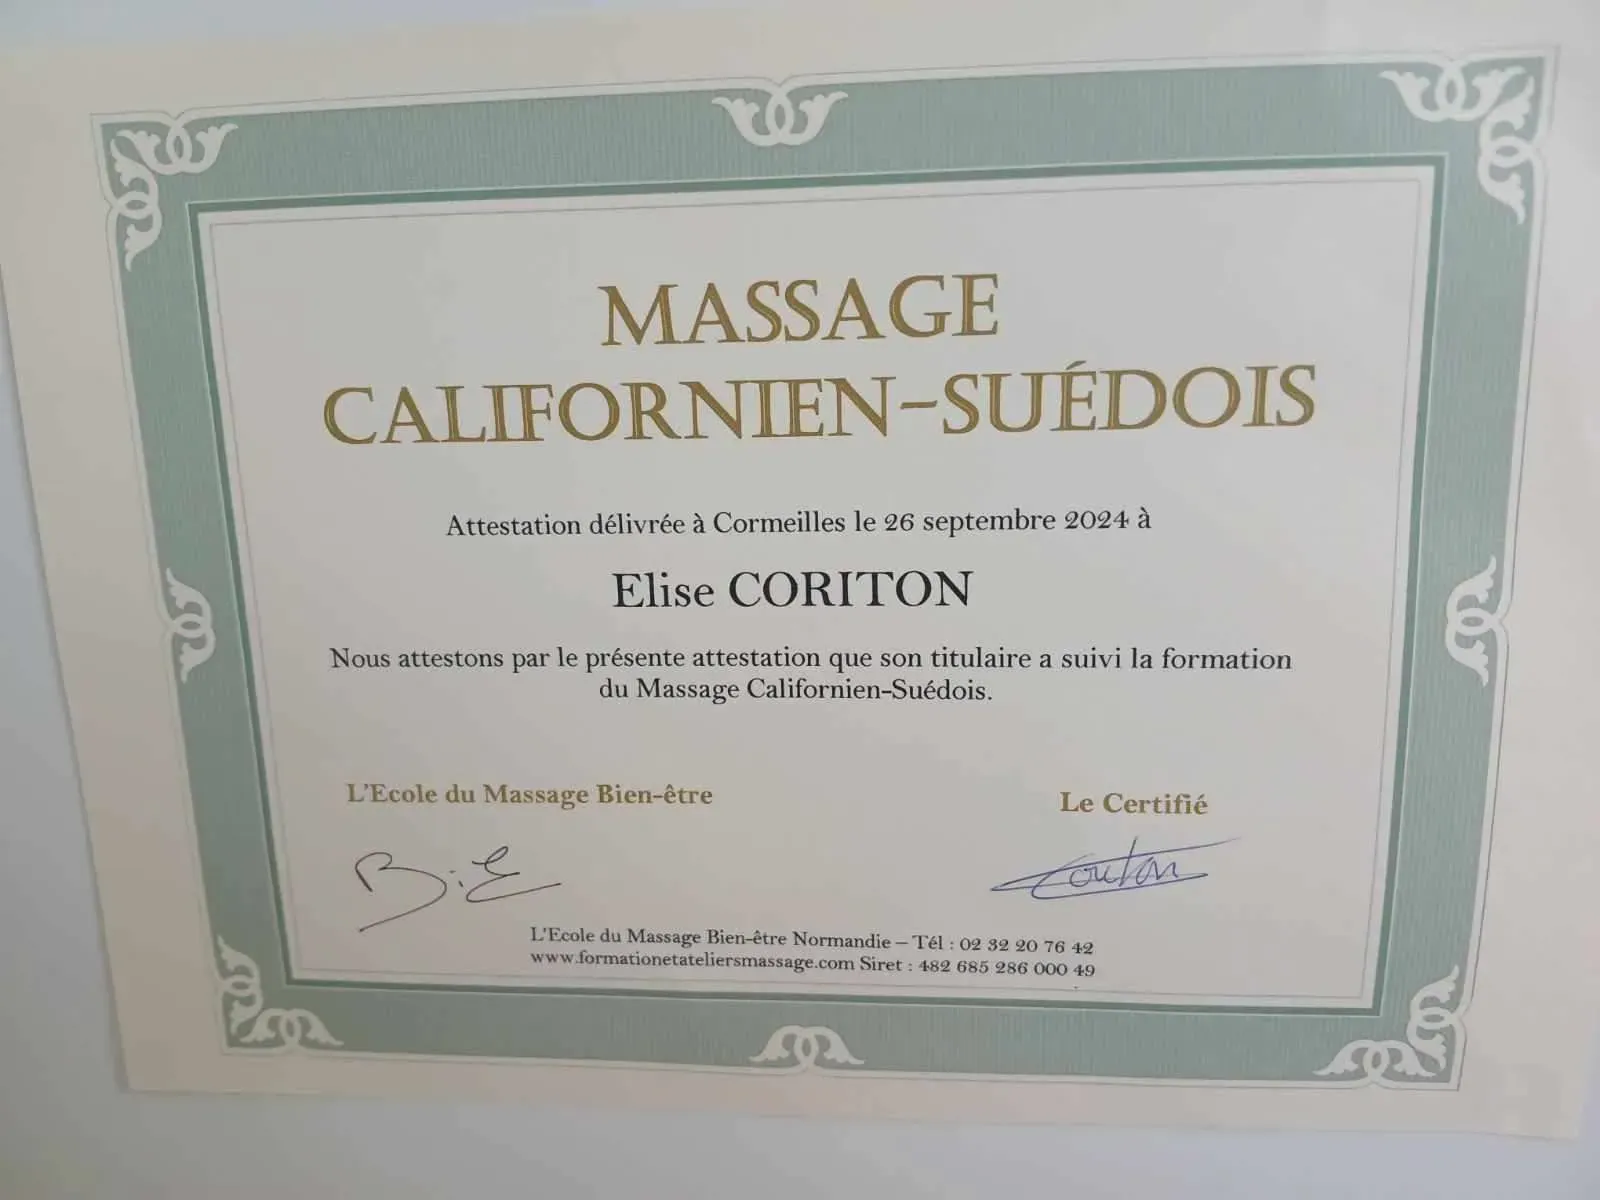 MASSAGE
CALIFORNIEN-SUÉDOIS
Attestation délivrée à Cormeilles le 26 septembre 2024 à
Elise CORITON
Nous attestons par le présente attestation que son titulaire a suivi la formation
du Massage Californien-Suédois.
L'Ecole du Massage Bien-être
Le Certifié
Coriton
L'Ecole du Massage Bien-être Normandie – Tél : 02 32 20 76 42
www.formationetateliersmassage.com Siret : 482 685 286 000 49